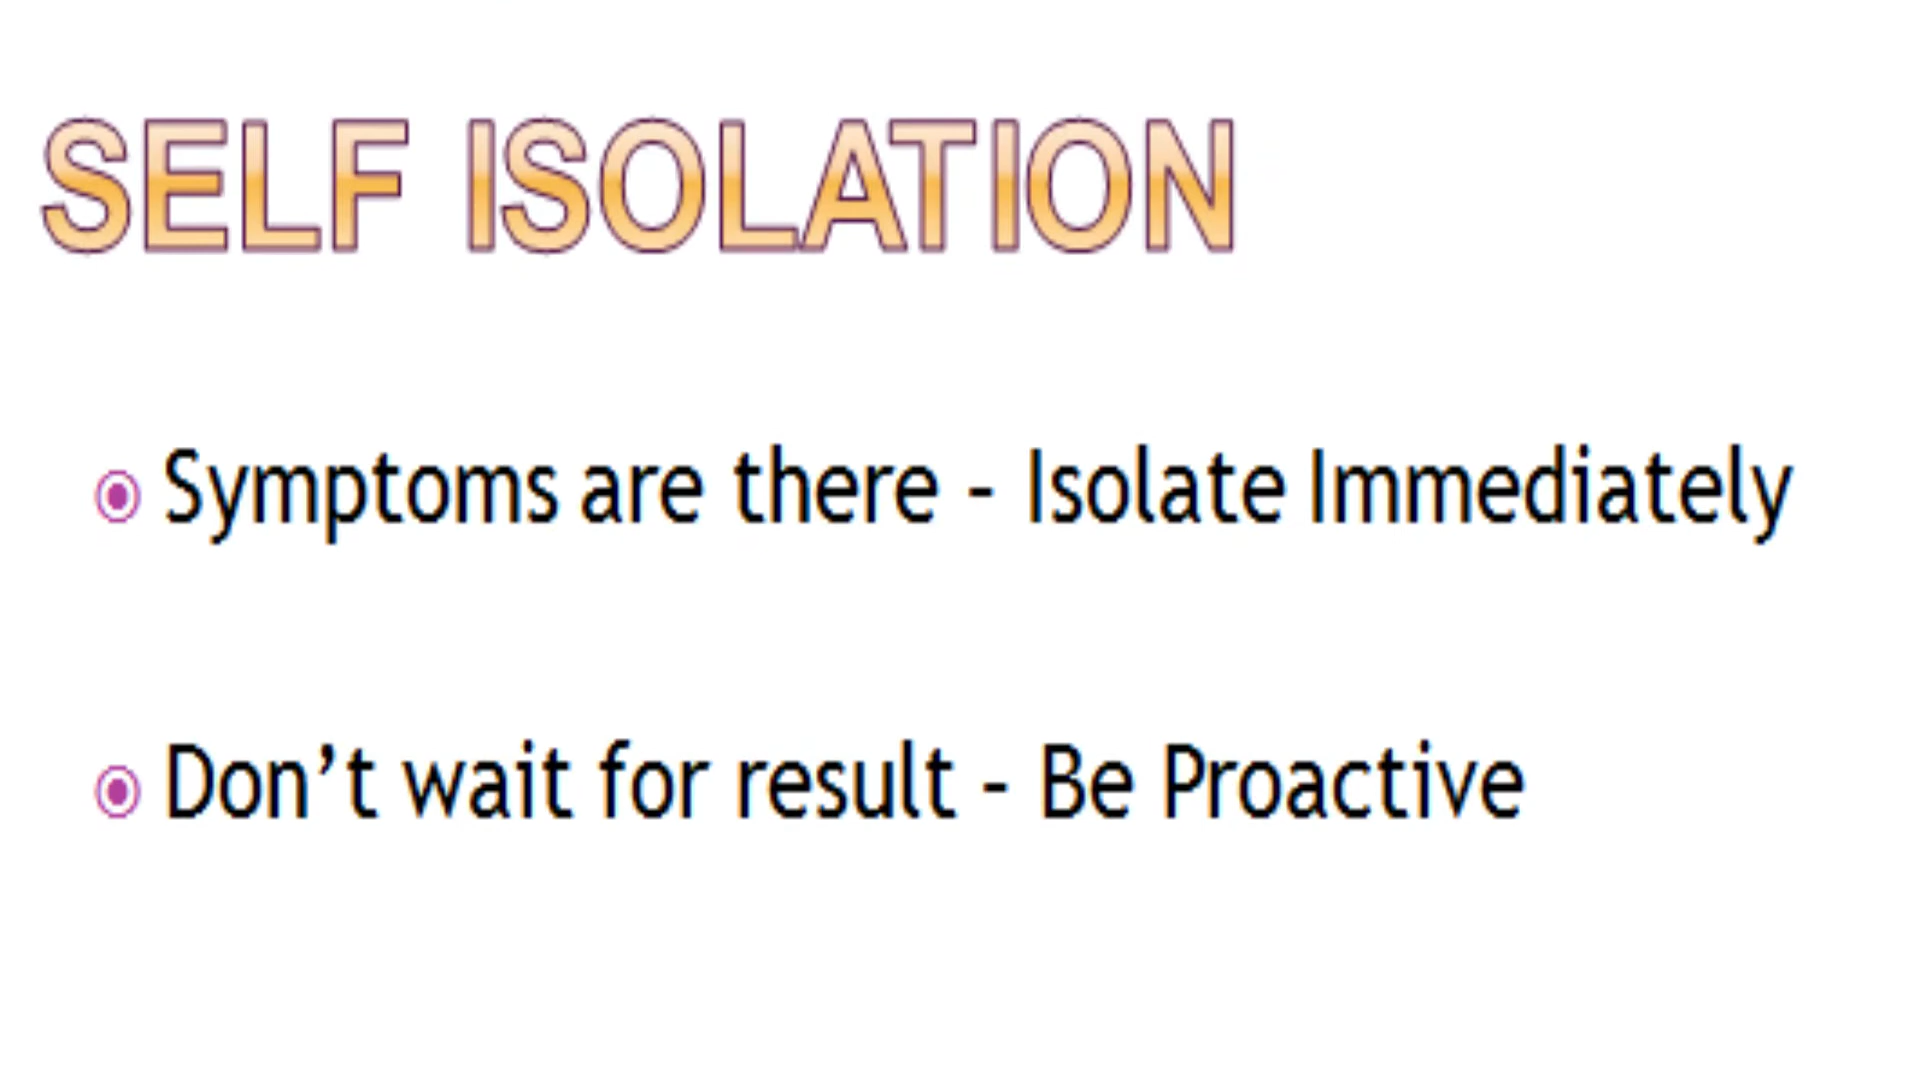 SELF ISOLATION
Symptoms are there - Isolate Immediately
Don’t wait for result - Be Proactive